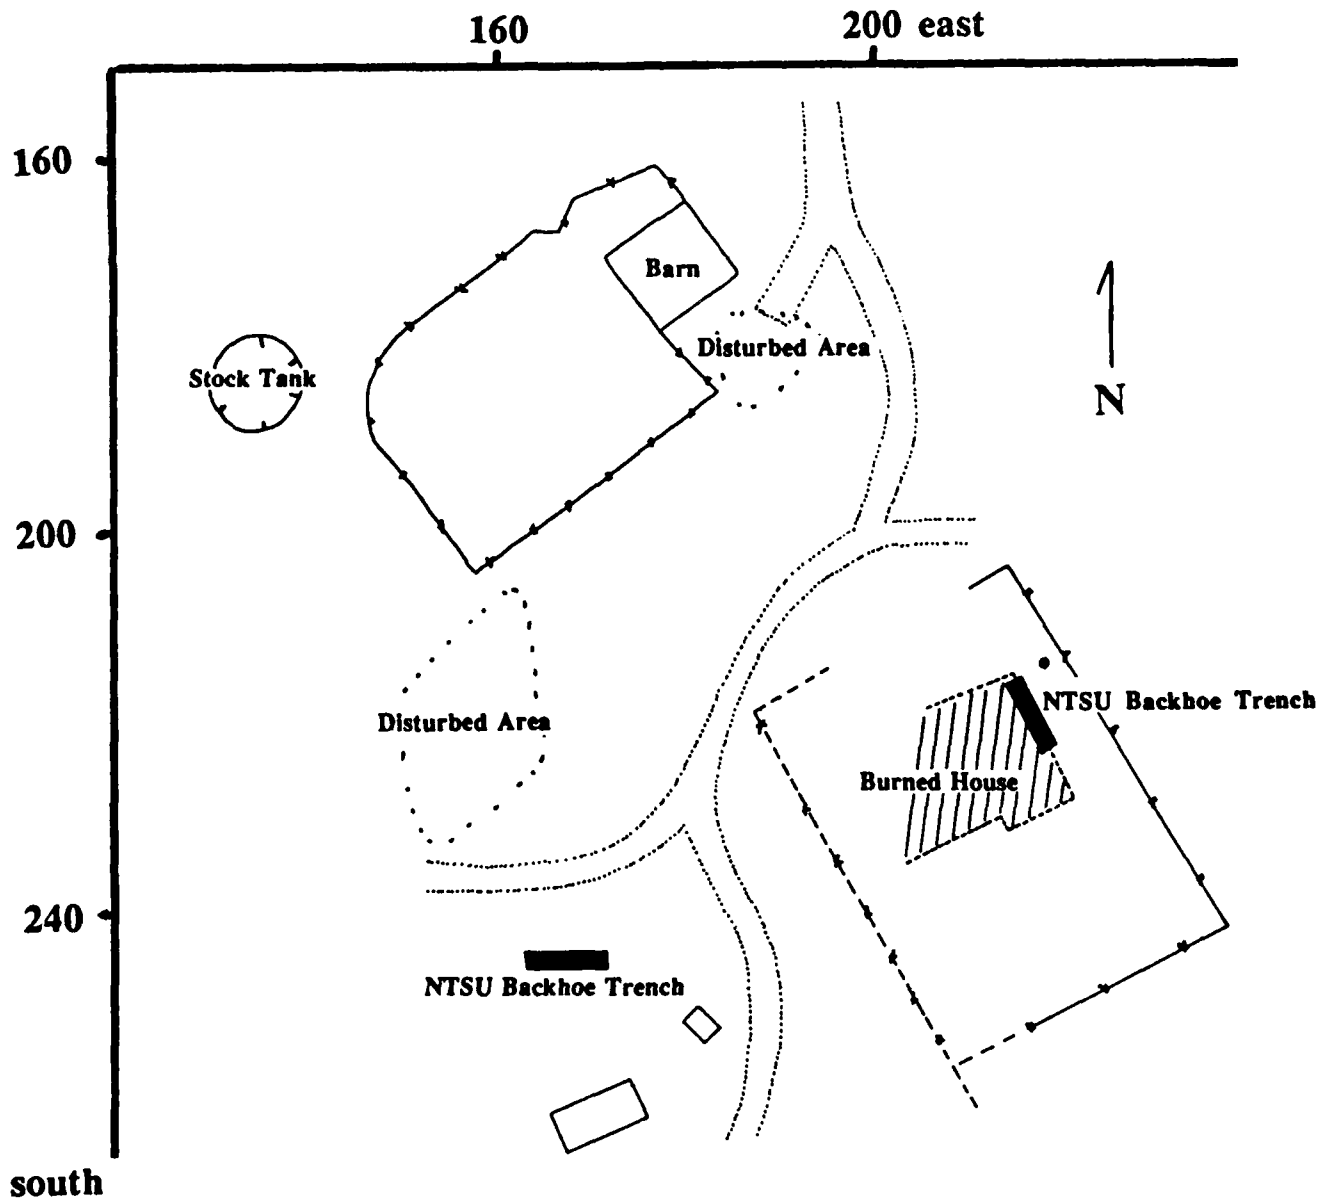 160
200 east
160
Barn
Disturbed Area
Stock Tank
N
200
NTSU Backhoe Trench
Disturbed Area
Burned House
240
NTSU Backhoe Trench
south